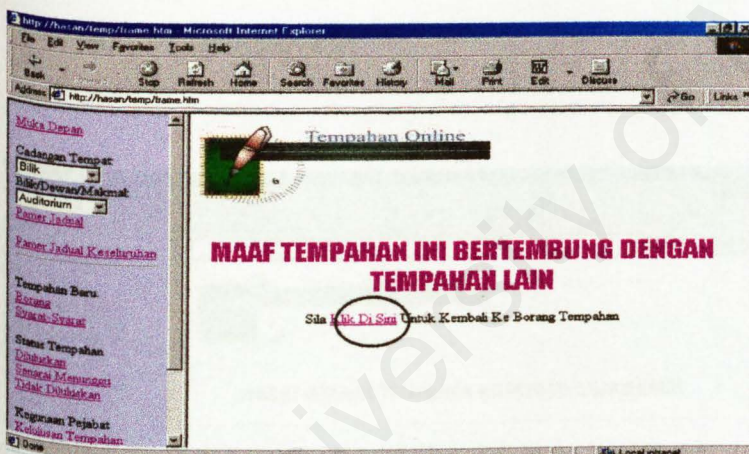 http://hasan/temp/frame.htm - Microsoft Internet Explorer
File Edit View Favorites Tools Help
Back Stop Refresh Home Search Favorites History Mail Print Edit Discuss
Address http://hasan/temp/frame.htm Go Links
Muka Depan
Cadangan Tempat:
Bilik
Bilik/Dewan/Makmal:
Auditorium
Pamer Jadual
Pamer Jadual Keseluruhan
Tempahan Baru.
Borang
Syarat-Syarat
Status Tempahan
Diluluskan
Senarai Menunggu
Tidak Diluluskan
Kegunaan Pejabat
Kelulusan Tempahan
Tempahan Online
MAAF TEMPAHAN INI BERTEMBUNG DENGAN
TEMPAHAN LAIN
Sila Klik Di Sini Untuk Kembali Ke Borang Tempahan
Done
Local intranet